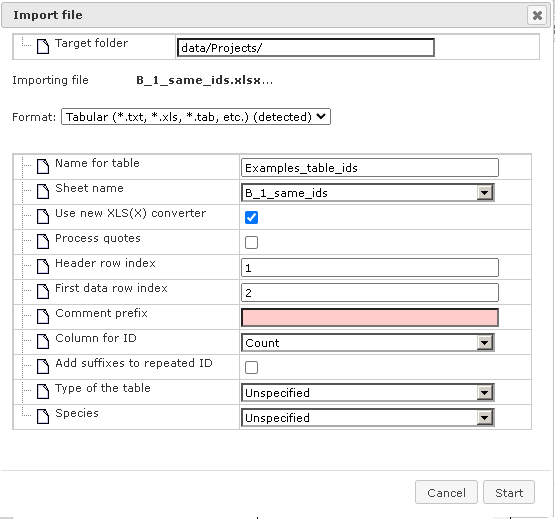 Import file
Target folder data/Projects/
Importing file B_1_same_ids.xlsx...
Format: Tabular (*.txt, *.xls, *.tab, etc.) (detected)
Name for table Examples_table_ids
Sheet name B_1_same_ids
Use new XLS(X) converter
Process quotes
Header row index 1
First data row index 2
Comment prefix
Column for ID Count
Add suffixes to repeated ID
Type of the table Unspecified
Species Unspecified
Cancel Start